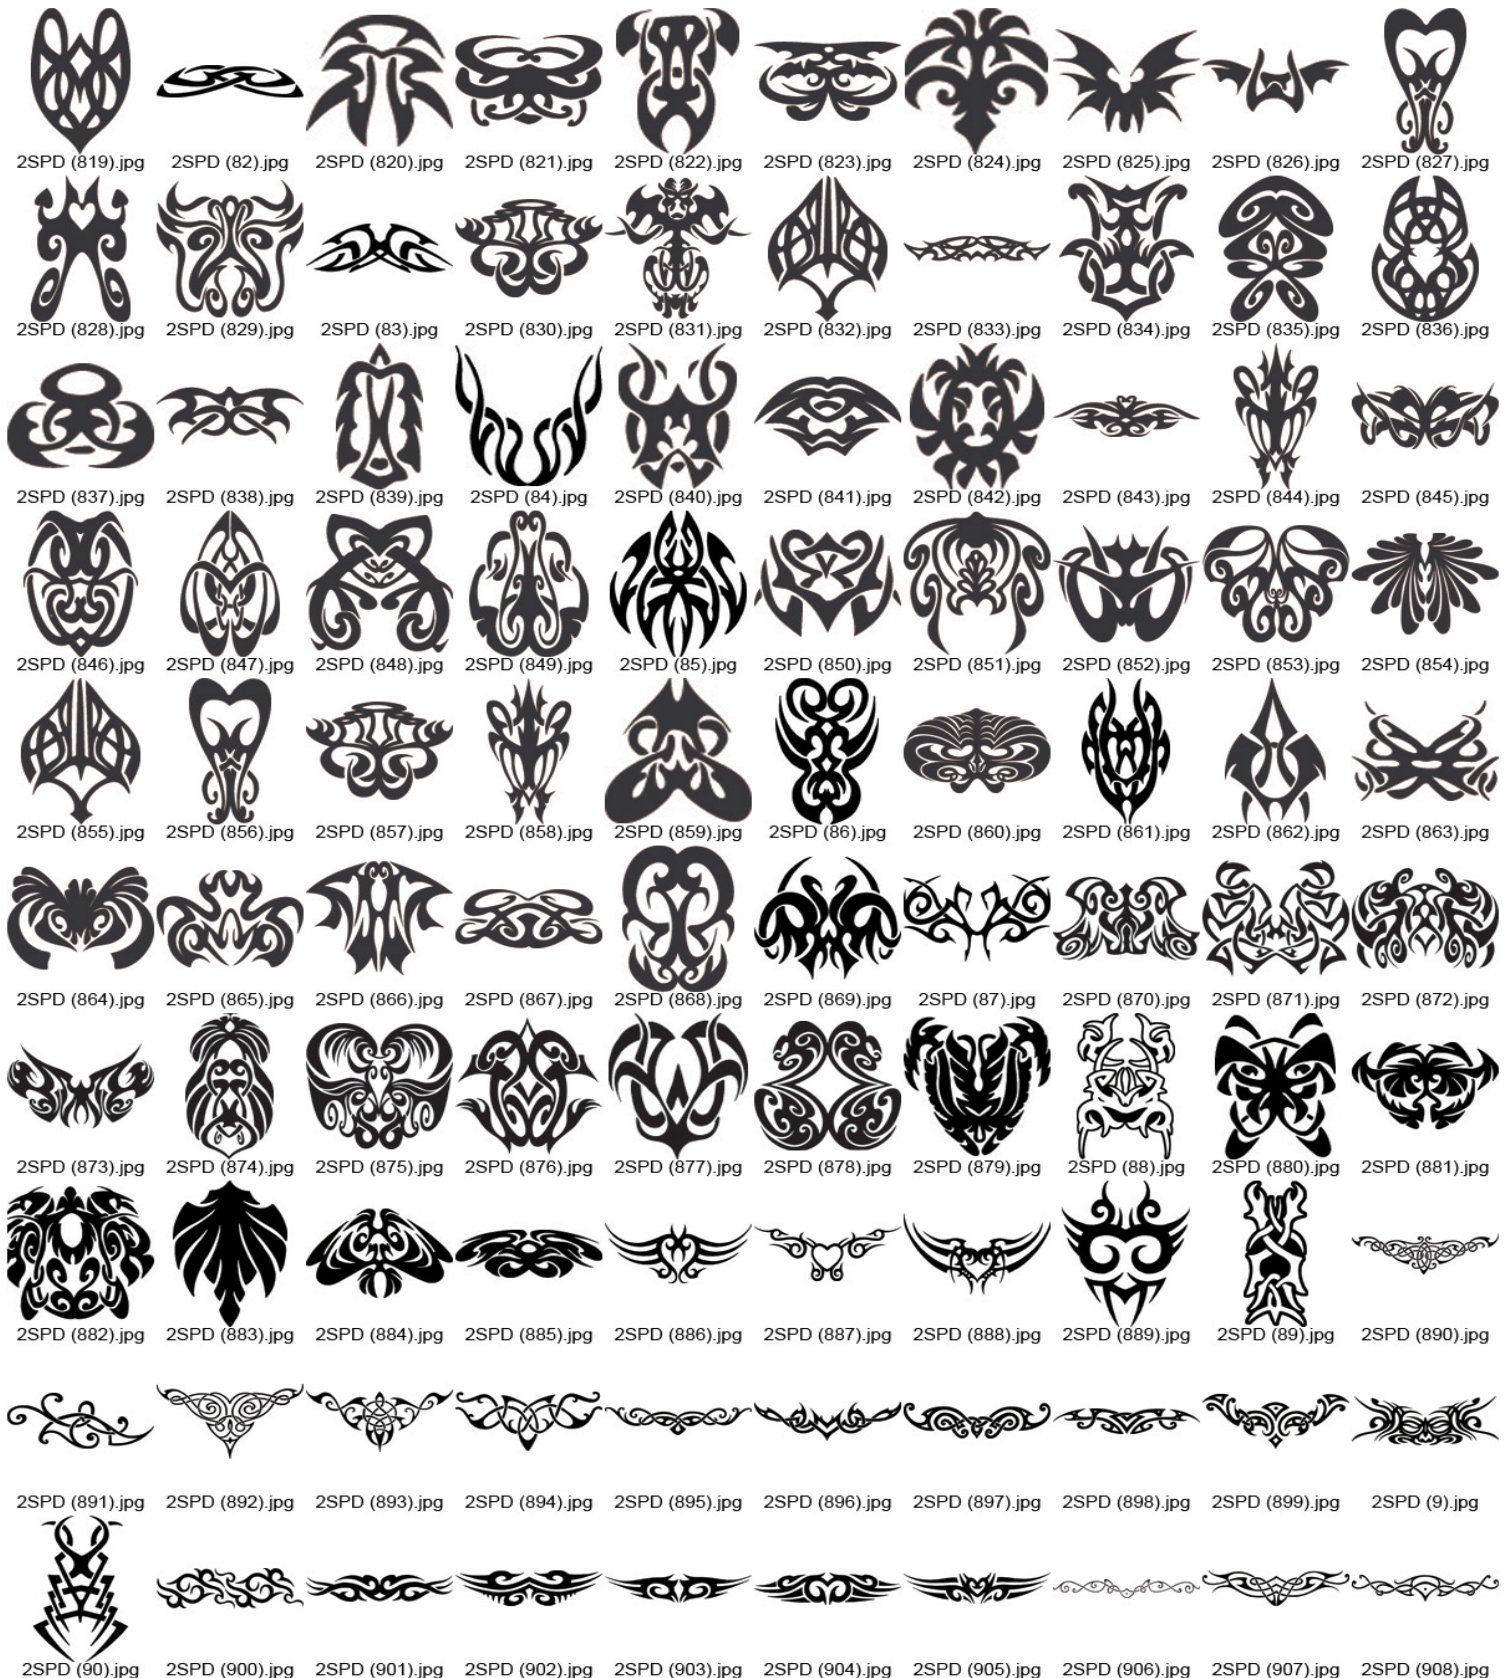 2SPD (819).jpg 2SPD (82).jpg 2SPD (820).jpg 2SPD (821).jpg 2SPD (822).jpg 2SPD (823).jpg 2SPD (824).jpg 2SPD (825).jpg 2SPD (826).jpg 2SPD (827).jpg
2SPD (828).jpg 2SPD (829).jpg 2SPD (83).jpg 2SPD (830).jpg 2SPD (831).jpg 2SPD (832).jpg 2SPD (833).jpg 2SPD (834).jpg 2SPD (835).jpg 2SPD (836).jpg
2SPD (837).jpg 2SPD (838).jpg 2SPD (839).jpg 2SPD (84).jpg 2SPD (840).jpg 2SPD (841).jpg 2SPD (842).jpg 2SPD (843).jpg 2SPD (844).jpg 2SPD (845).jpg
2SPD (846).jpg 2SPD (847).jpg 2SPD (848).jpg 2SPD (849).jpg 2SPD (85).jpg 2SPD (850).jpg 2SPD (851).jpg 2SPD (852).jpg 2SPD (853).jpg 2SPD (854).jpg
2SPD (855).jpg 2SPD (856).jpg 2SPD (857).jpg 2SPD (858).jpg 2SPD (859).jpg 2SPD (86).jpg 2SPD (860).jpg 2SPD (861).jpg 2SPD (862).jpg 2SPD (863).jpg
2SPD (864).jpg 2SPD (865).jpg 2SPD (866).jpg 2SPD (867).jpg 2SPD (868).jpg 2SPD (869).jpg 2SPD (87).jpg 2SPD (870).jpg 2SPD (871).jpg 2SPD (872).jpg
2SPD (873).jpg 2SPD (874).jpg 2SPD (875).jpg 2SPD (876).jpg 2SPD (877).jpg 2SPD (878).jpg 2SPD (879).jpg 2SPD (88).jpg 2SPD (880).jpg 2SPD (881).jpg
2SPD (882).jpg 2SPD (883).jpg 2SPD (884).jpg 2SPD (885).jpg 2SPD (886).jpg 2SPD (887).jpg 2SPD (888).jpg 2SPD (889).jpg 2SPD (89).jpg 2SPD (890).jpg
2SPD (891).jpg 2SPD (892).jpg 2SPD (893).jpg 2SPD (894).jpg 2SPD (895).jpg 2SPD (896).jpg 2SPD (897).jpg 2SPD (898).jpg 2SPD (899).jpg 2SPD (9).jpg
2SPD (90).jpg 2SPD (900).jpg 2SPD (901).jpg 2SPD (902).jpg 2SPD (903).jpg 2SPD (904).jpg 2SPD (905).jpg 2SPD (906).jpg 2SPD (907).jpg 2SPD (908).jpg